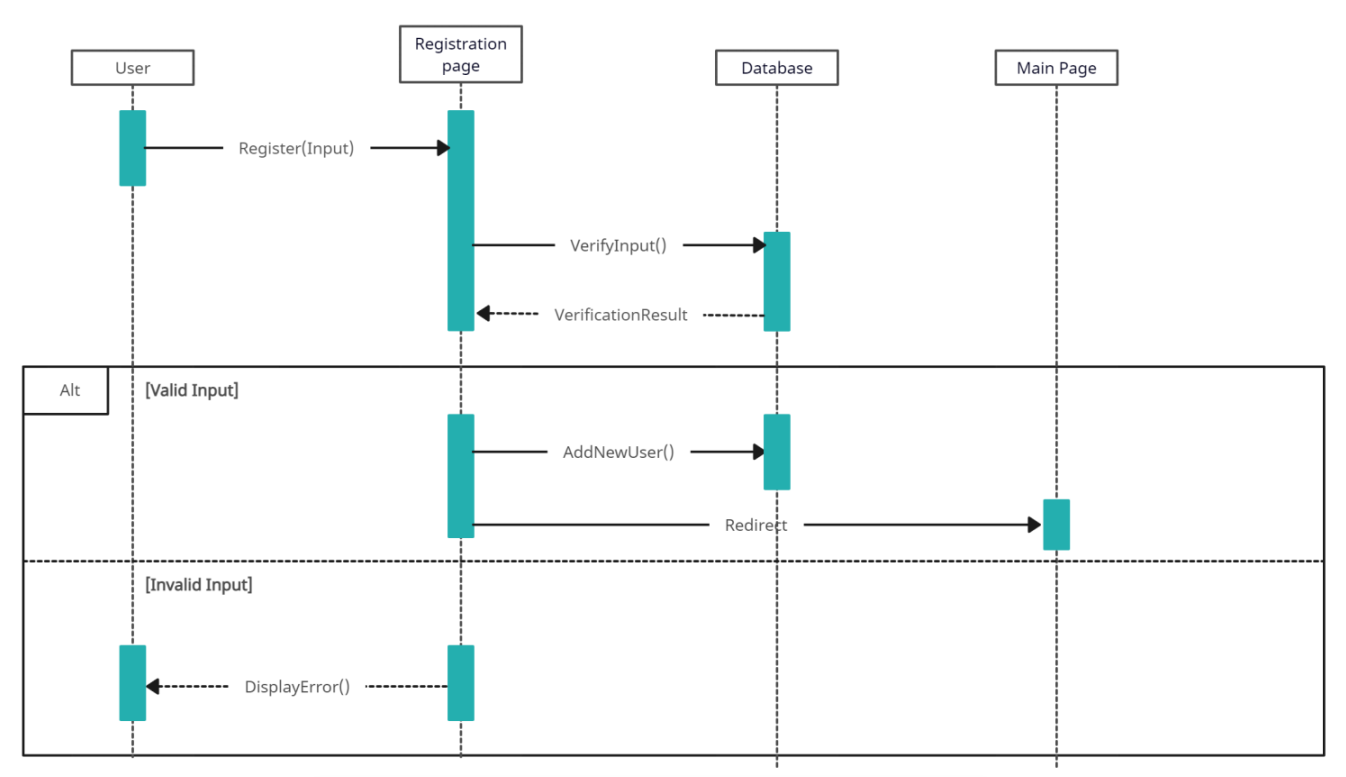 User
Registration
page
Database
Main Page
Register(Input)
VerifyInput()
VerificationResult
Alt
[Valid Input]
AddNewUser()
Redirect
[Invalid Input]
DisplayError()